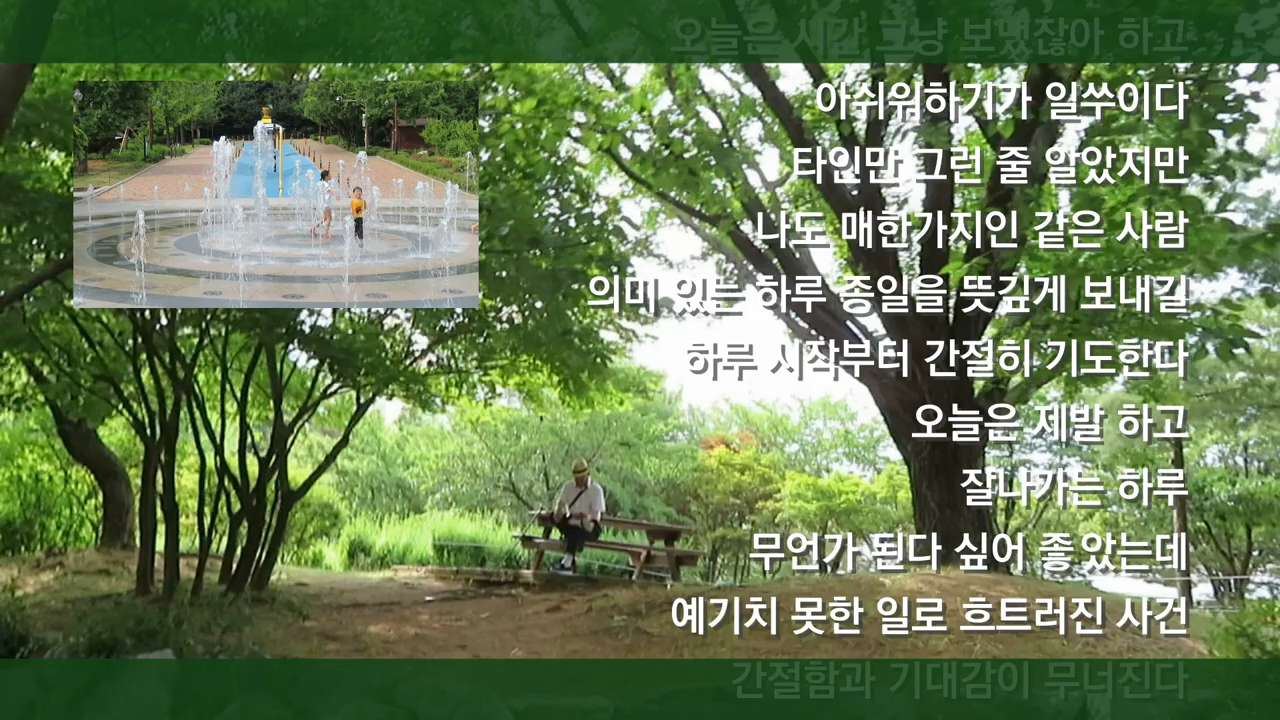 오늘은 시간 그냥 보냈잖아 하고
아쉬워하기가 일쑤이다
타인만 그런 줄 알았지만
나도 매한가지인 같은 사람
의미 있는 하루 종일을 뜻깊게 보내길
하루 시작부터 간절히 기도한다
오늘은 제발 하고
잘나가는 하루
무언가 된다 싶어 좋았는데
예기치 못한 일로 흐트러진 사건
간절함과 기대감이 무너진다